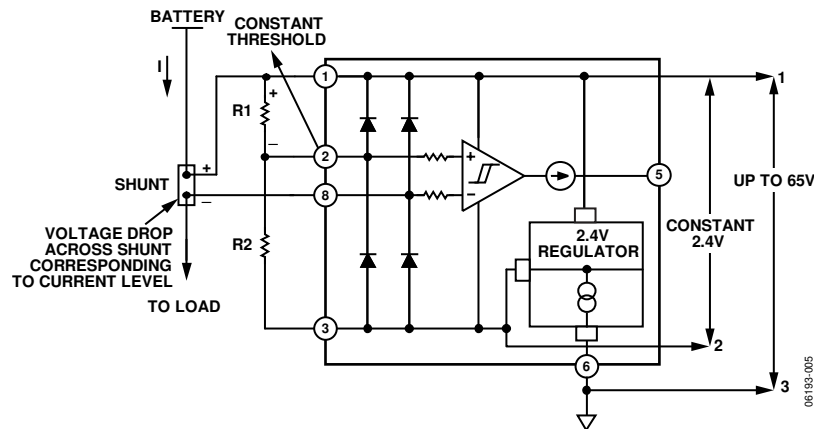 BATTERY
CONSTANT
THRESHOLD
I
1
1
+
R1
−
2
+
5
UP TO 65V
+
SHUNT
−
8
−
CONSTANT
2.4V
2.4V
REGULATOR
VOLTAGE DROP
ACROSS SHUNT
CORRESPONDING
TO CURRENT LEVEL
R2
TO LOAD
3
2
6
3
06193-005